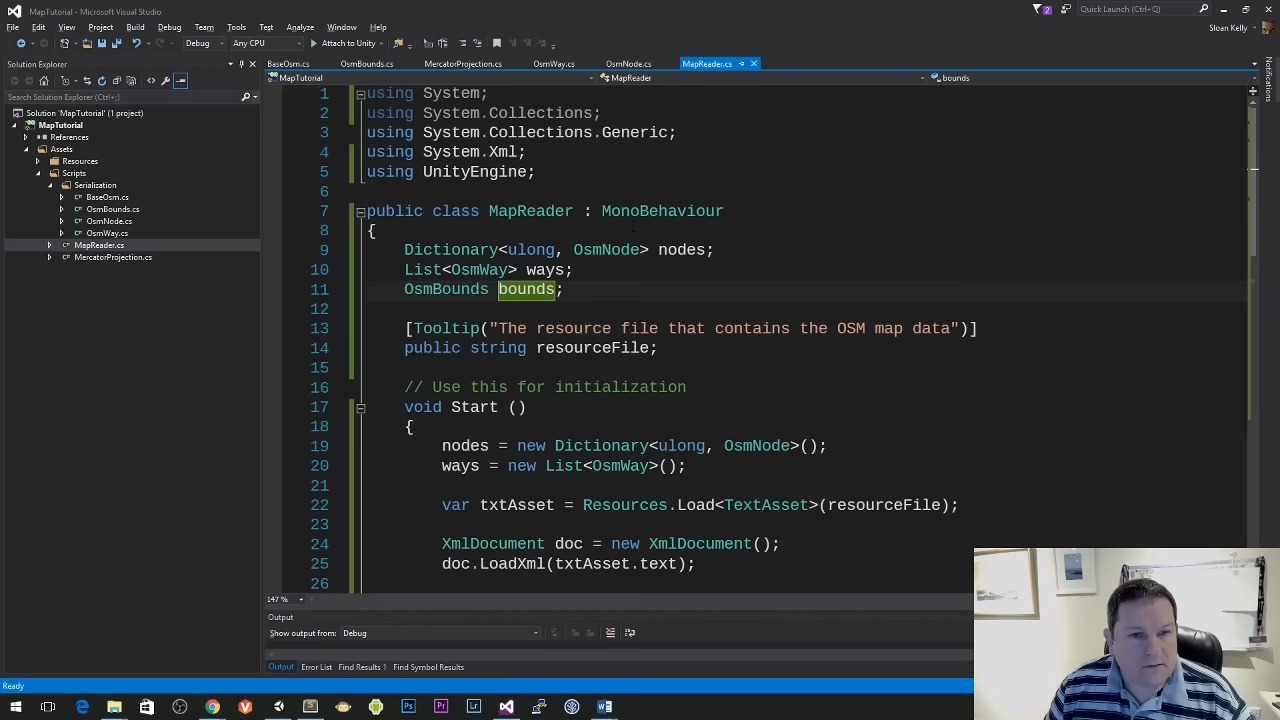 MapTutorial - Microsoft Visual Studio
2
Quick Launch (Ctrl+Q)
File Edit View Project Build Debug Team Tools Test Analyze Window Help
Sloan Kelly
Debug Any CPU Attach to Unity
Solution Explorer
BaseOsm.cs OsmBounds.cs MercatorProjection.cs OsmWay.cs OsmNode.cs MapReader.cs
MapTutorial MapReader bounds
Notifications
Search Solution Explorer (Ctrl+;)
Solution 'MapTutorial' (1 project)
MapTutorial
References
Assets
Resources
Scripts
Serialization
BaseOsm.cs
OsmBounds.cs
OsmNode.cs
OsmWay.cs
MapReader.cs
MercatorProjection.cs
1 using System;
2 using System.Collections;
3 using System.Collections.Generic;
4 using System.Xml;
5 using UnityEngine;
6
7 public class MapReader : MonoBehaviour
8 {
9 Dictionary<ulong, OsmNode> nodes;
10 List<OsmWay> ways;
11 OsmBounds bounds;
12
13 [Tooltip("The resource file that contains the OSM map data")]
14 public string resourceFile;
15
16 // Use this for initialization
17 void Start ()
18 {
19 nodes = new Dictionary<ulong, OsmNode>();
20 ways = new List<OsmWay>();
21
22 var txtAsset = Resources.Load<TextAsset>(resourceFile);
23
24 XmlDocument doc = new XmlDocument();
25 doc.LoadXml(txtAsset.text);
26
147 %
Output
Show output from: Debug
Output Error List Find Results 1 Find Symbol Results
Ready